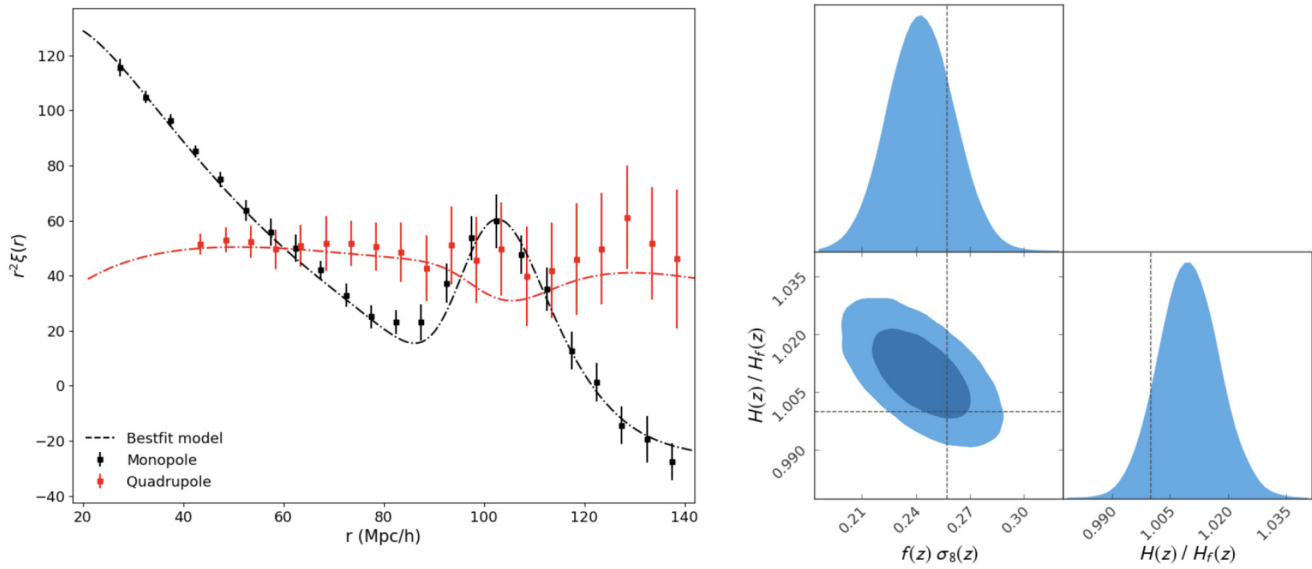 120
100
80
60
40
20
0
−20
−40
r²ξ(r)
Bestfit model
Monopole
Quadrupole
20 40 60 80 100 120 140
r (Mpc/h)
1.035
1.020
1.005
0.990
H(z) / H_f(z)
0.21 0.24 0.27 0.30
f(z) σ₈(z)
0.990 1.005 1.020 1.035
H(z) / H_f(z)